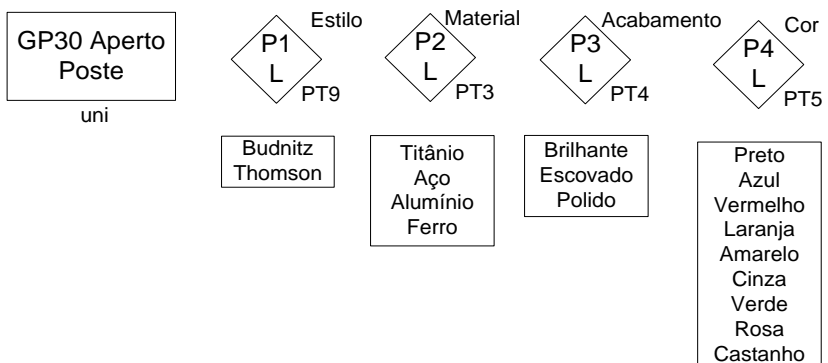 GP30 Aperto
Poste
uni
Estilo
P1
L
PT9
Budnitz
Thomson
Material
P2
L
PT3
Titânio
Aço
Alumínio
Ferro
Acabamento
P3
L
PT4
Brilhante
Escovado
Polido
Cor
P4
L
PT5
Preto
Azul
Vermelho
Laranja
Amarelo
Cinza
Verde
Rosa
Castanho